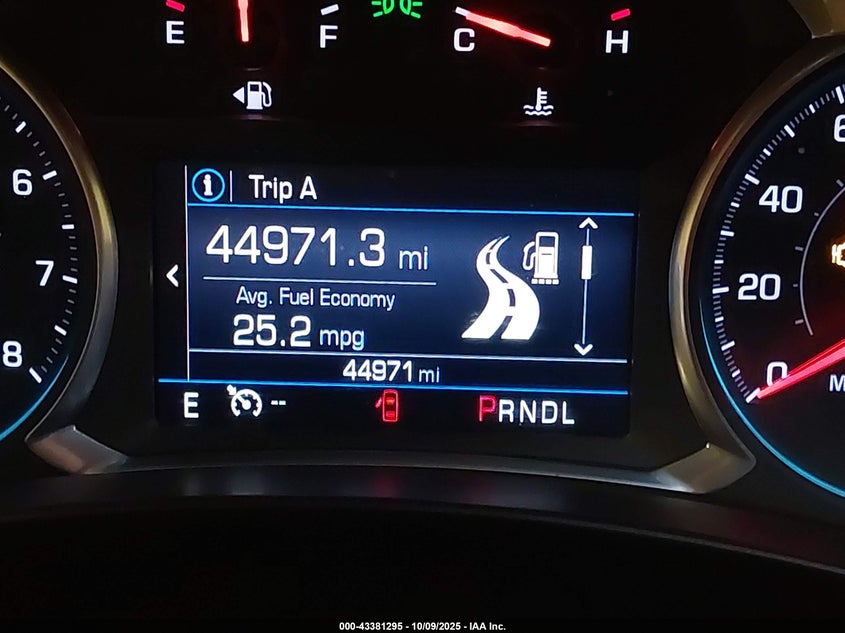 E F C H
Trip A
44971.3 mi
Avg. Fuel Economy
25.2 mpg
44971 mi
E -- PRNDL
6
7
8
40
20
0
000-43381295 - 10/09/2025 - IAA Inc.